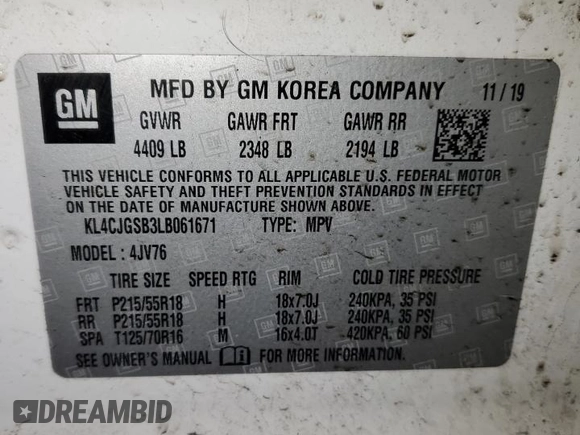 GM
MFD BY GM KOREA COMPANY 11/19
GVWR GAWR FRT GAWR RR
4409 LB 2348 LB 2194 LB
THIS VEHICLE CONFORMS TO ALL APPLICABLE U.S. FEDERAL MOTOR
VEHICLE SAFETY AND THEFT PREVENTION STANDARDS IN EFFECT
ON THE DATE OF MANUFACTURE SHOWN ABOVE.
KL4CJGSB3LB061671 TYPE: MPV
MODEL : 4JV76
TIRE SIZE SPEED RTG RIM COLD TIRE PRESSURE
FRT P215/55R18 H 18x7.0J 240KPA, 35 PSI
RR P215/55R18 H 18x7.0J 240KPA, 35 PSI
SPA T125/70R16 M 16x4.0T 420KPA, 60 PSI
SEE OWNER'S MANUAL FOR MORE INFORMATION
DREAMBID